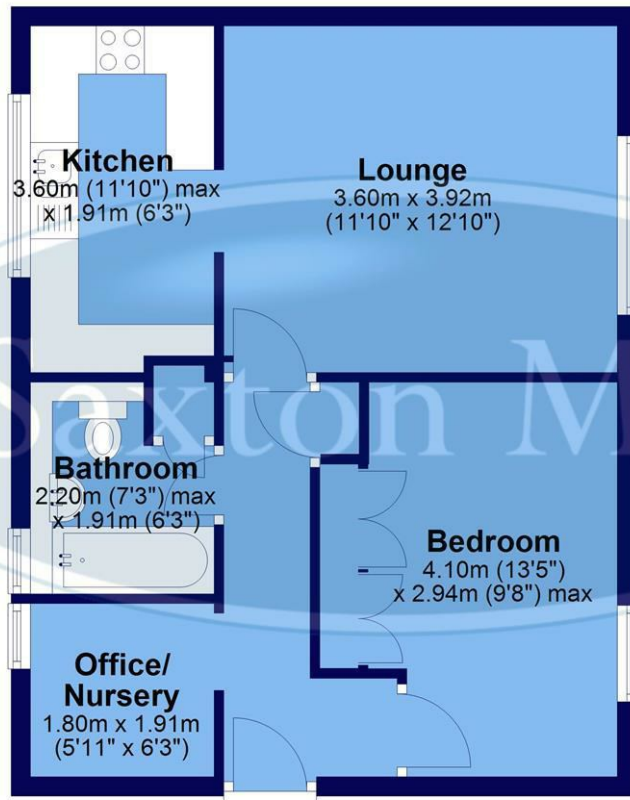 Kitchen
3.60m (11'10") max
x 1.91m (6'3")
Lounge
3.60m x 3.92m
(11'10" x 12'10")
Saxton M
Bathroom
2.20m (7'3") max
x 1.91m (6'3")
Bedroom
4.10m (13'5")
x 2.94m (9'8") max
Office/
Nursery
1.80m x 1.91m
(5'11" x 6'3")